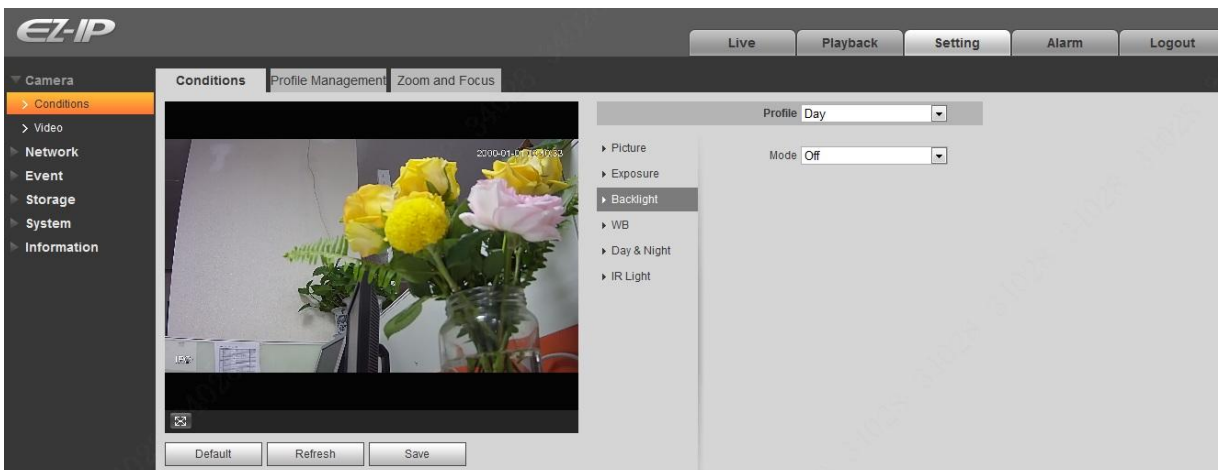 EZ-IP
Live
Playback
Setting
Alarm
Logout
Camera
Conditions
Video
Network
Event
Storage
System
Information
Conditions
Profile Management
Zoom and Focus
Profile
Day
Picture
Exposure
Backlight
WB
Day & Night
IR Light
Mode
Off
Default
Refresh
Save